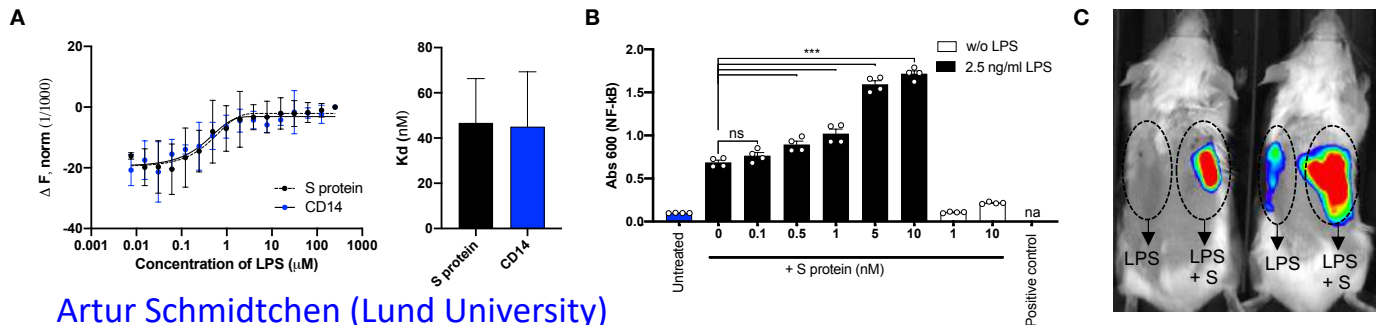 A
Δ F, norm (1/1000)
20
0
-20
-40
0.001 0.01 0.1 1 10 100 1000
Concentration of LPS (μM)
S protein
CD14
Kd (nM)
80
60
40
20
0
S protein
CD14
B
Abs 600 (NF-kB)
2.0
1.5
1.0
0.5
0.0
***
ns
w/o LPS
2.5 ng/ml LPS
na
Untreated
0 0.1 0.5 1 5 10 1 10
+ S protein (nM)
Positive control
C
LPS
LPS
+ S
LPS
LPS
+ S
Artur Schmidtchen (Lund University)